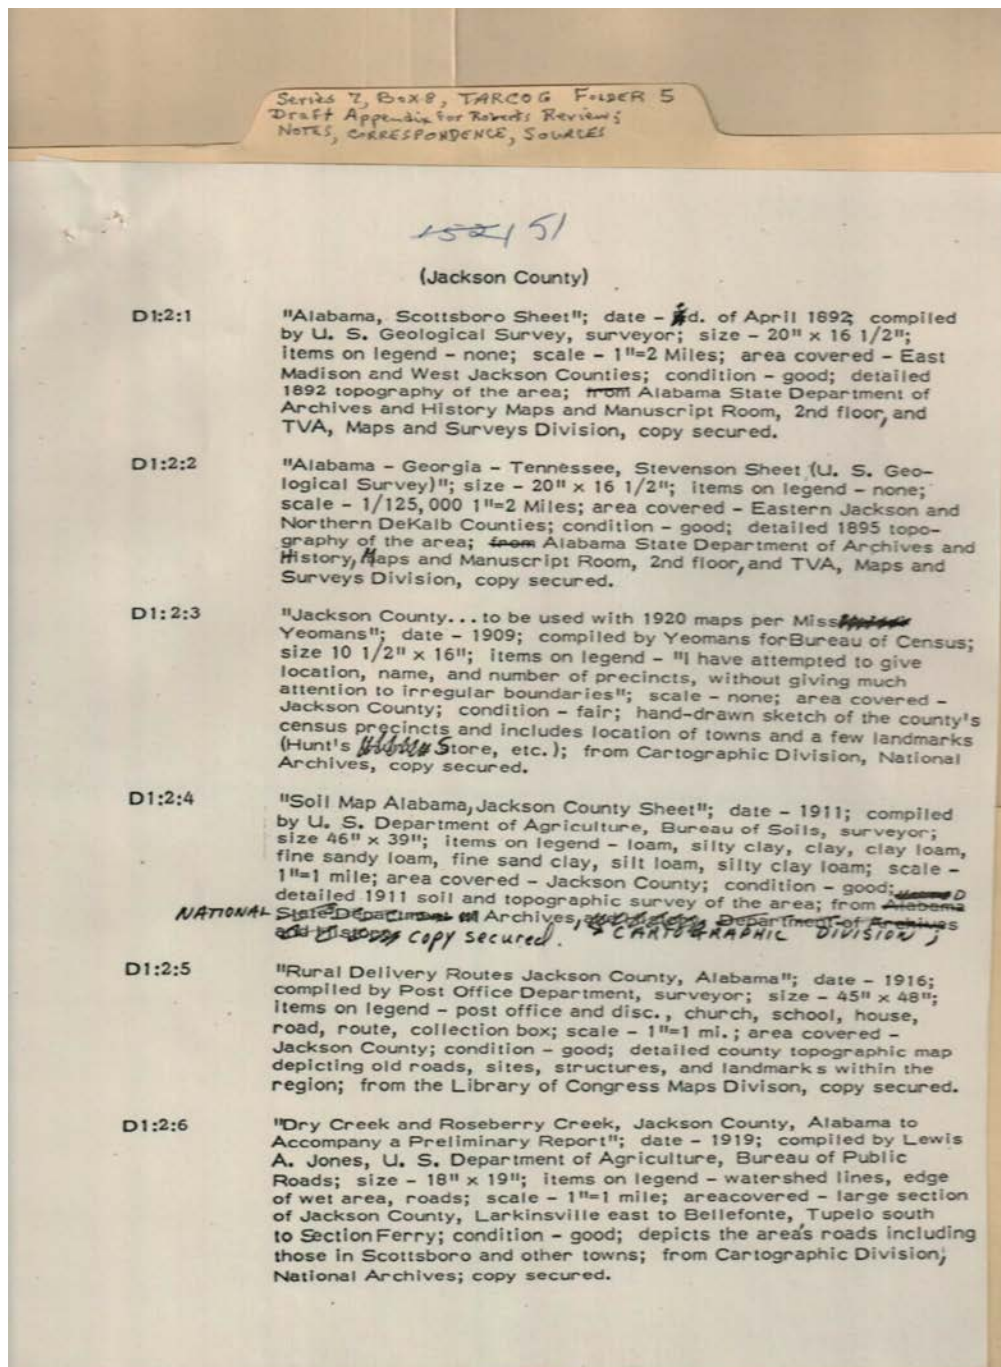 Series 7, Box 8, TARCOG Folder 5
Draft Appendix for Roberts Review;
Notes, Correspondence, Sources
152/ 51
(Jackson County)
D1:2:1 "Alabama, Scottsboro Sheet"; date - d. of April 1892; compiled
by U. S. Geological Survey, surveyor; size - 20" x 16 1/2";
items on legend - none; scale - 1"=2 Miles; area covered - East
Madison and West Jackson Counties; condition - good; detailed
1892 topography of the area; from Alabama State Department of
Archives and History Maps and Manuscript Room, 2nd floor, and
TVA, Maps and Surveys Division, copy secured.
D1:2:2 "Alabama - Georgia - Tennessee, Stevenson Sheet (U. S. Geo-
logical Survey)"; size - 20" x 16 1/2"; items on legend - none;
scale - 1/125,000 1"=2 Miles; area covered - Eastern Jackson and
Northern DeKalb Counties; condition - good; detailed 1895 topo-
graphy of the area; from Alabama State Department of Archives and
History, Maps and Manuscript Room, 2nd floor, and TVA, Maps and
Surveys Division, copy secured.
D1:2:3 "Jackson County...to be used with 1920 maps per Miss
Yeomans"; date - 1909; compiled by Yeomans forBureau of Census;
size 10 1/2" x 16"; items on legend - "I have attempted to give
location, name, and number of precincts, without giving much
attention to irregular boundaries"; scale - none; area covered -
Jackson County; condition - fair; hand-drawn sketch of the county's
census precincts and includes location of towns and a few landmarks
(Hunt's Store, etc.); from Cartographic Division, National
Archives, copy secured.
D1:2:4 "Soil Map Alabama, Jackson County Sheet"; date - 1911; compiled
by U. S. Department of Agriculture, Bureau of Soils, surveyor;
size 46" x 39"; items on legend - loam, silty clay, clay, clay loam,
fine sandy loam, fine sand clay, silt loam, silty clay loam; scale -
1"=1 mile; area covered - Jackson County; condition - good;
detailed 1911 soil and topographic survey of the area; from Alabama
NATIONAL State Department Archives, Department of Archives
and History copy secured. CARTOGRAPHIC DIVISION;
D1:2:5 "Rural Delivery Routes Jackson County, Alabama"; date - 1916;
compiled by Post Office Department, surveyor; size - 45" x 48";
items on legend - post office and disc., church, school, house,
road, route, collection box; scale - 1"=1 mi.; area covered -
Jackson County; condition - good; detailed county topographic map
depicting old roads, sites, structures, and landmarks within the
region; from the Library of Congress Maps Divison, copy secured.
D1:2:6 "Dry Creek and Roseberry Creek, Jackson County, Alabama to
Accompany a Preliminary Report"; date - 1919; compiled by Lewis
A. Jones, U. S. Department of Agriculture, Bureau of Public
Roads; size - 18" x 19"; items on legend - watershed lines, edge
of wet area, roads; scale - 1"=1 mile; areacovered - large section
of Jackson County, Larkinsville east to Bellefonte, Tupelo south
to Section Ferry; condition - good; depicts the area's roads including
those in Scottsboro and other towns; from Cartographic Division,
National Archives; copy secured.